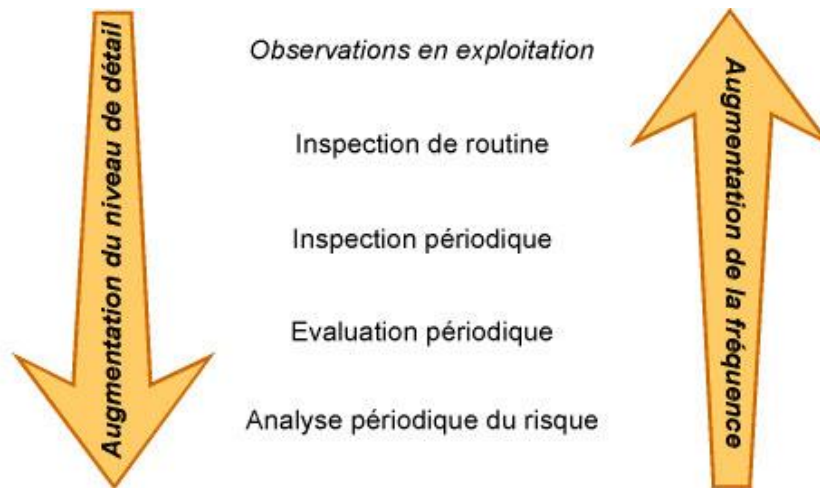 Augmentation du niveau de détail
Observations en exploitation
Inspection de routine
Inspection périodique
Evaluation périodique
Analyse périodique du risque
Augmentation de la fréquence